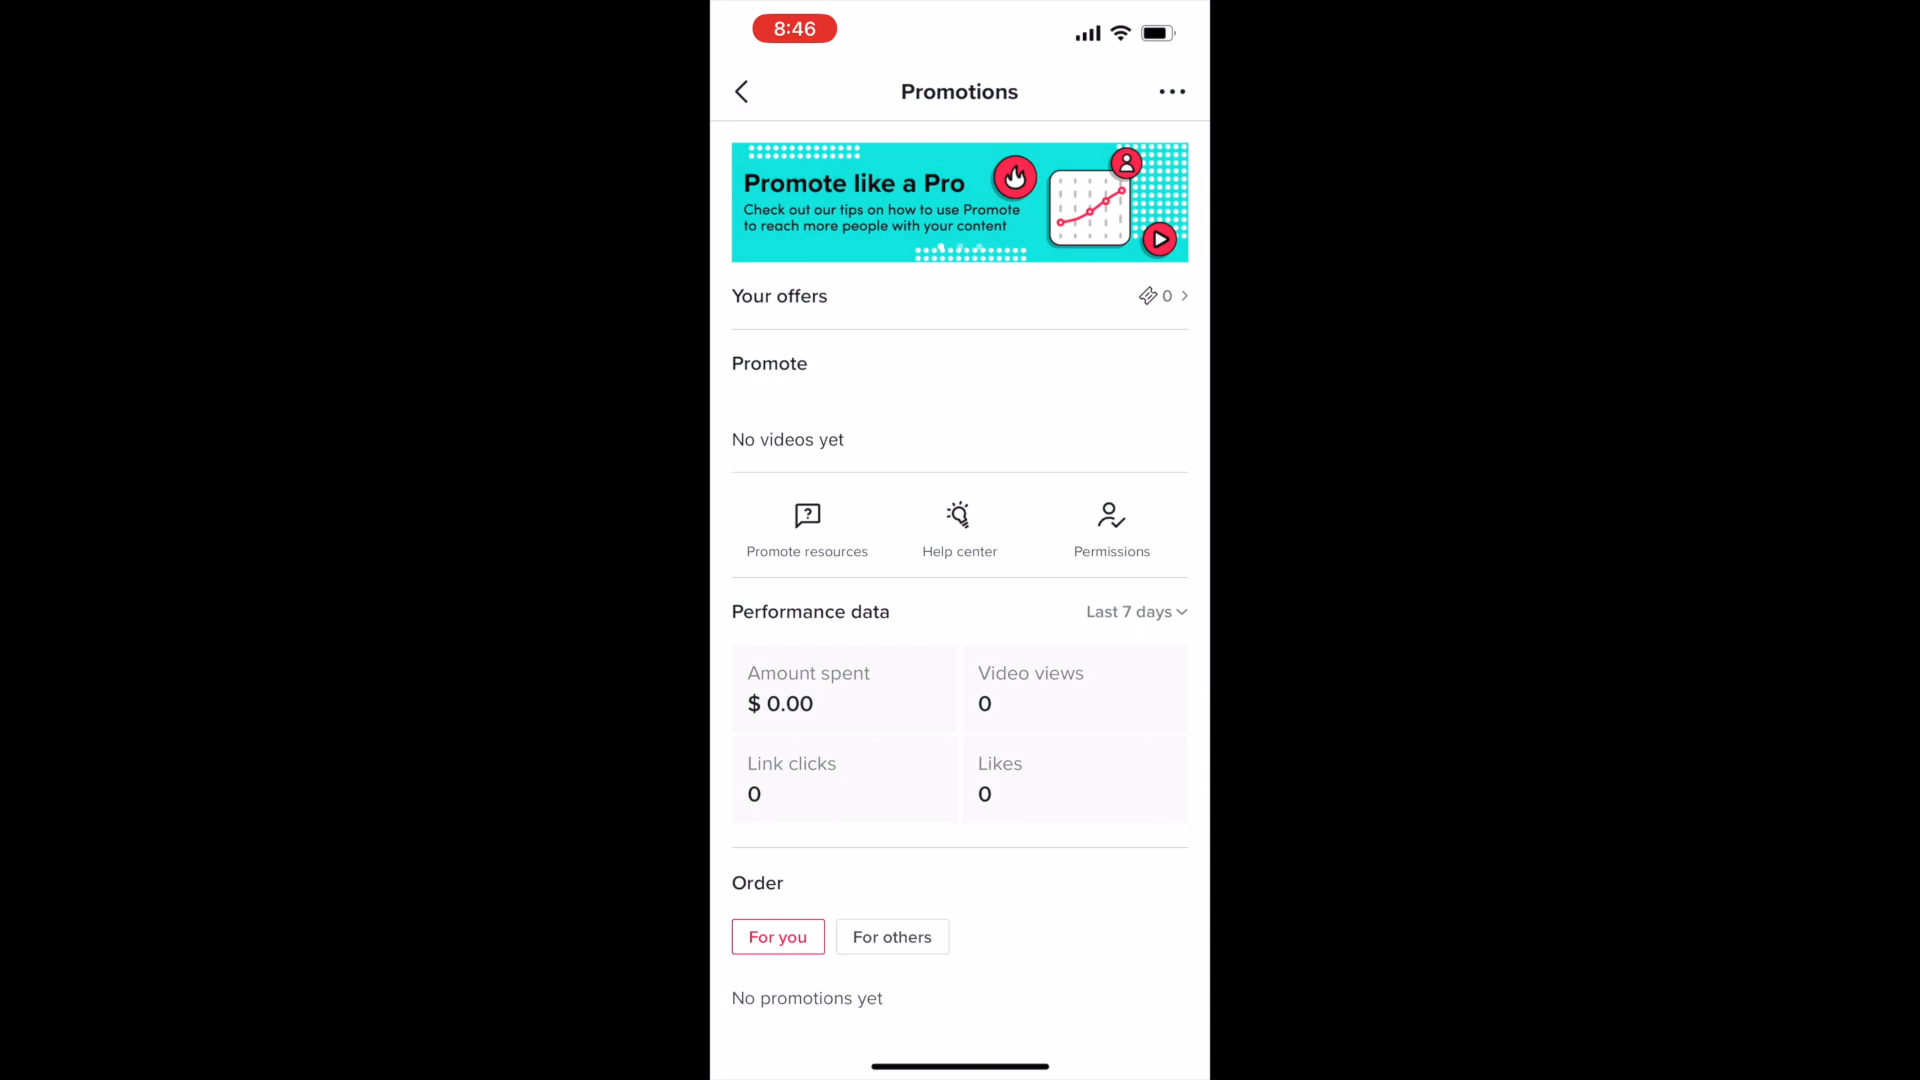 8:46
Promotions
Promote like a Pro
Check out our tips on how to use Promote
to reach more people with your content
Your offers
0
Promote
No videos yet
?
Promote resources
Help center
Permissions
Performance data
Last 7 days
Amount spent
$ 0.00
Video views
0
Link clicks
0
Likes
0
Order
For you
For others
No promotions yet